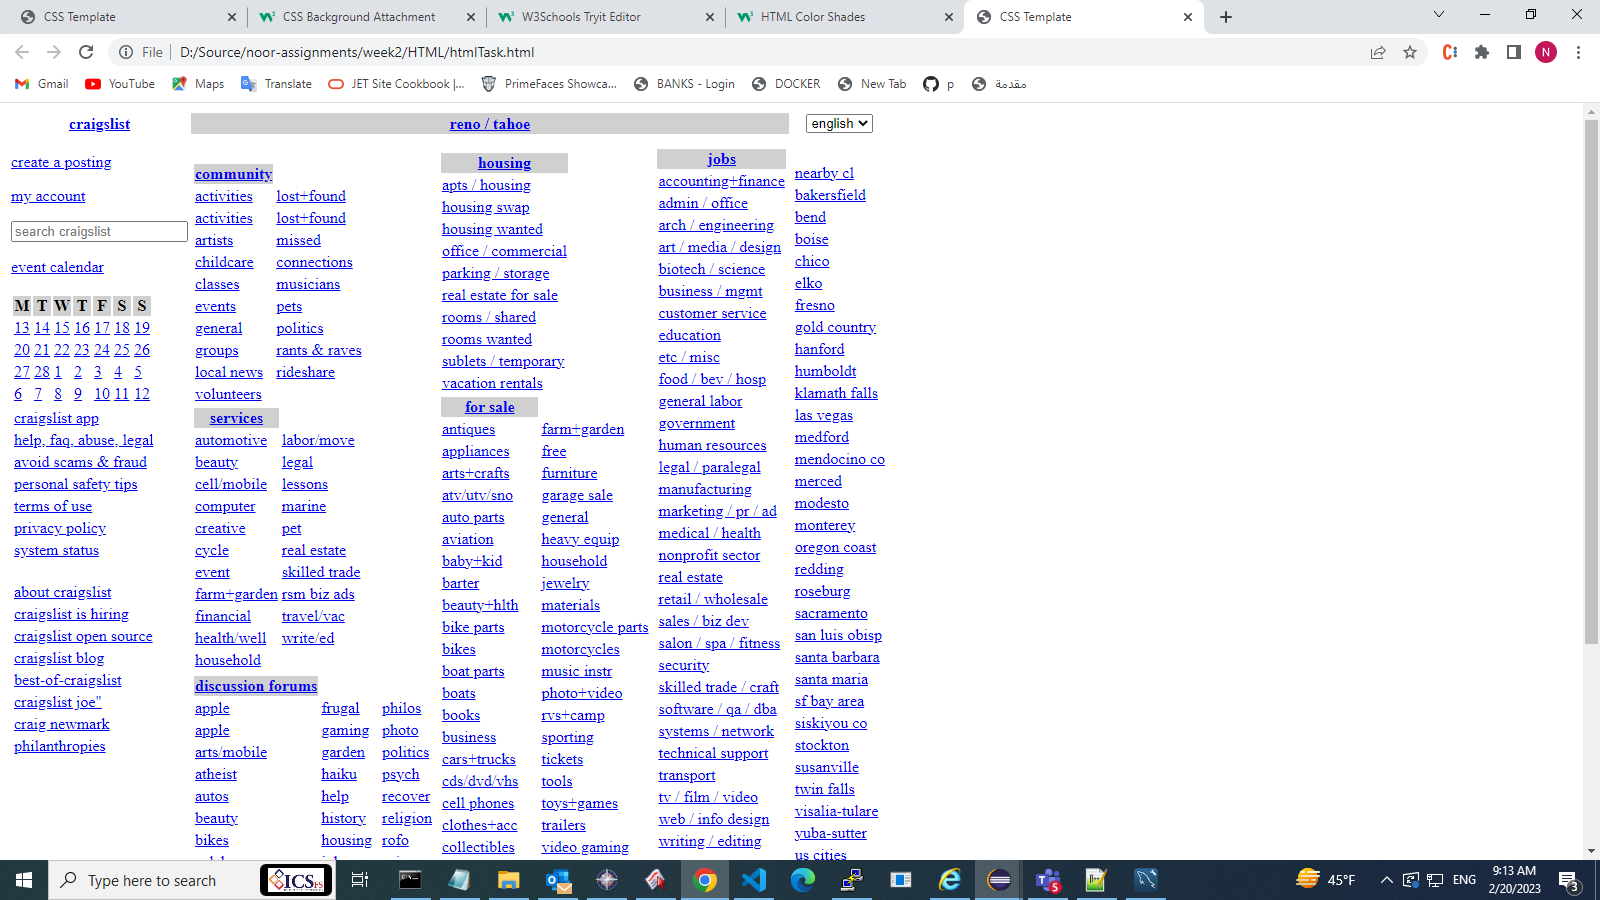 CSS Template
CSS Background Attachment
W3Schools Tryit Editor
HTML Color Shades
CSS Template
File
D:/Source/noor-assignments/week2/HTML/htmlTask.html
N
Gmail
YouTube
Maps
Translate
JET Site Cookbook |...
PrimeFaces Showca...
BANKS - Login
DOCKER
New Tab
p
مقدمة
craigslist
reno / tahoe
english
create a posting
my account
search craigslist
event calendar
M T W T F S S
13 14 15 16 17 18 19
20 21 22 23 24 25 26
27 28 1 2 3 4 5
6 7 8 9 10 11 12
craigslist app
help, faq, abuse, legal
avoid scams & fraud
personal safety tips
terms of use
privacy policy
system status
about craigslist
craigslist is hiring
craigslist open source
craigslist blog
best-of-craigslist
craigslist joe"
craig newmark
philanthropies
community
activities lost+found
activities lost+found
artists missed
childcare connections
classes musicians
events pets
general politics
groups rants & raves
local news rideshare
volunteers
services
automotive labor/move
beauty legal
cell/mobile lessons
computer marine
creative pet
cycle real estate
event skilled trade
farm+garden rsm biz ads
financial travel/vac
health/well write/ed
household
discussion forums
apple frugal philos
apple gaming photo
arts/mobile garden politics
atheist haiku psych
autos help recover
beauty history religion
bikes housing rofo
housing
apts / housing
housing swap
housing wanted
office / commercial
parking / storage
real estate for sale
rooms / shared
rooms wanted
sublets / temporary
vacation rentals
for sale
antiques farm+garden
appliances free
arts+crafts furniture
atv/utv/sno garage sale
auto parts general
aviation heavy equip
baby+kid household
barter jewelry
beauty+hlth materials
bike parts motorcycle parts
bikes motorcycles
boat parts music instr
boats photo+video
books rvs+camp
business sporting
cars+trucks tickets
cds/dvd/vhs tools
cell phones toys+games
clothes+acc trailers
collectibles video gaming
jobs
accounting+finance
admin / office
arch / engineering
art / media / design
biotech / science
business / mgmt
customer service
education
etc / misc
food / bev / hosp
general labor
government
human resources
legal / paralegal
manufacturing
marketing / pr / ad
medical / health
nonprofit sector
real estate
retail / wholesale
sales / biz dev
salon / spa / fitness
security
skilled trade / craft
software / qa / dba
systems / network
technical support
transport
tv / film / video
web / info design
writing / editing
nearby cl
bakersfield
bend
boise
chico
elko
fresno
gold country
hanford
humboldt
klamath falls
las vegas
medford
mendocino co
merced
modesto
monterey
oregon coast
redding
roseburg
sacramento
san luis obisp
santa barbara
santa maria
sf bay area
siskiyou co
stockton
susanville
twin falls
visalia-tulare
yuba-sutter
us cities
Type here to search
ICSFS
5
45°F
ENG
9:13 AM
2/20/2023
3